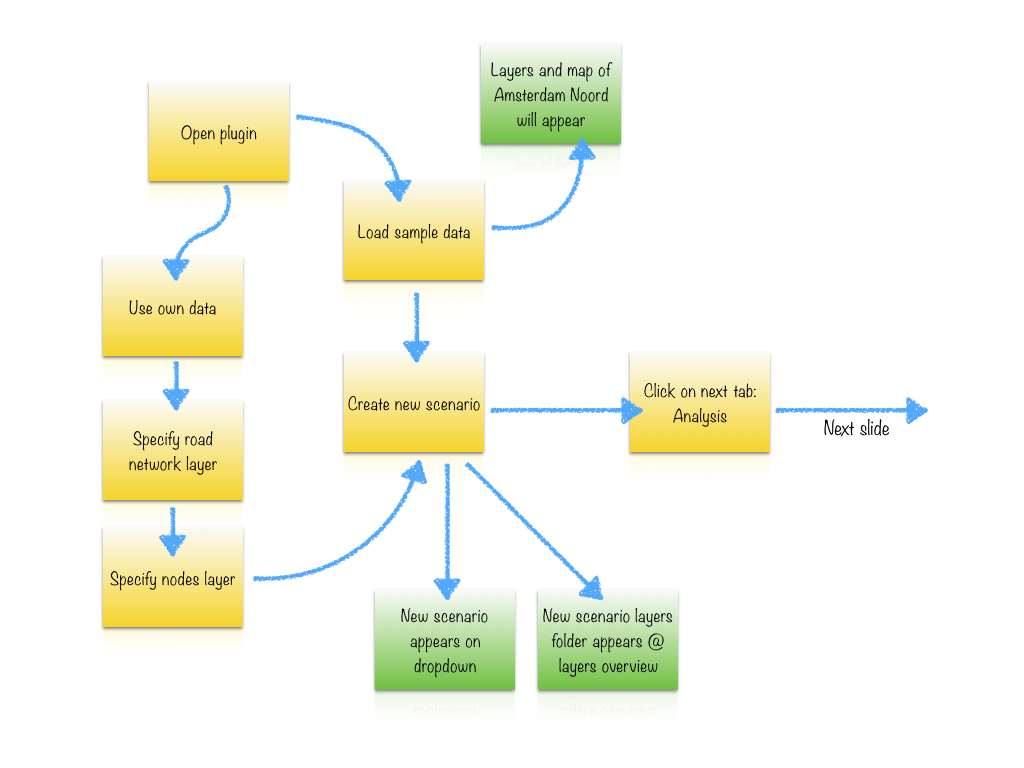 Layers and map of
Amsterdam Noord
will appear
Open plugin
Load sample data
Use own data
Create new scenario
Click on next tab:
Analysis
Next slide
Specify road
network layer
Specify nodes layer
New scenario
appears on
dropdown
New scenario layers
folder appears @
layers overview